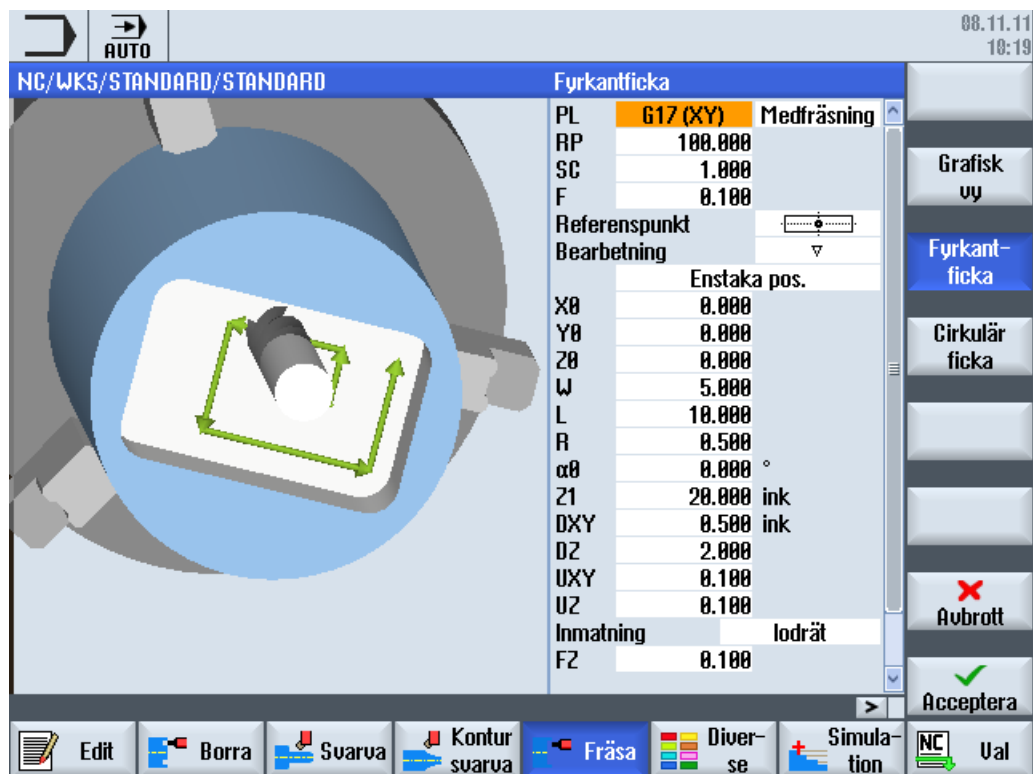 AUTO
08.11.11
10:19
NC/WKS/STANDARD/STANDARD
Fyrkantficka
PL G17 (XY) Medfräsning
RP 100.000
SC 1.000
F 0.100
Referenspunkt
Bearbetning
Enstaka pos.
X0 0.000
Y0 0.000
Z0 0.000
W 5.000
L 10.000
R 0.500
α0 0.000 °
Z1 20.000 ink
DXY 0.500 ink
DZ 2.000
UXY 0.100
UZ 0.100
Inmatning lodrät
FZ 0.100
Grafisk
vy
Fyrkant-
ficka
Cirkulär
ficka
Avbrott
Acceptera
>
Edit
Borra
Svarva
Kontur
svarva
Fräsa
Diver-
se
Simula-
tion
NC
Val